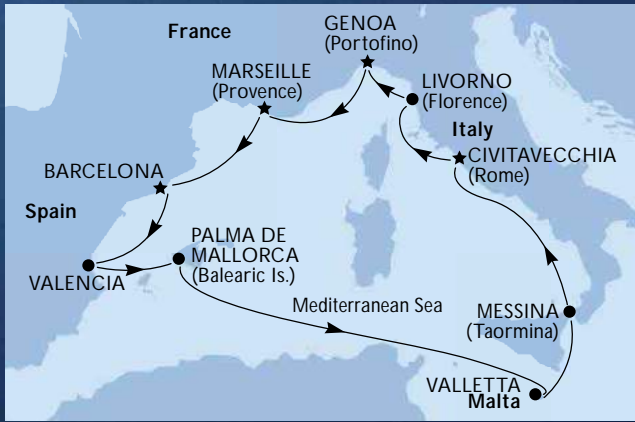 GENOA
(Portofino)
France
MARSEILLE
(Provence)
LIVORNO
(Florence)
Italy
CIVITAVECCHIA
(Rome)
BARCELONA
Spain
PALMA DE
MALLORCA
(Balearic Is.)
VALENCIA
Mediterranean Sea
MESSINA
(Taormina)
VALLETTA
Malta